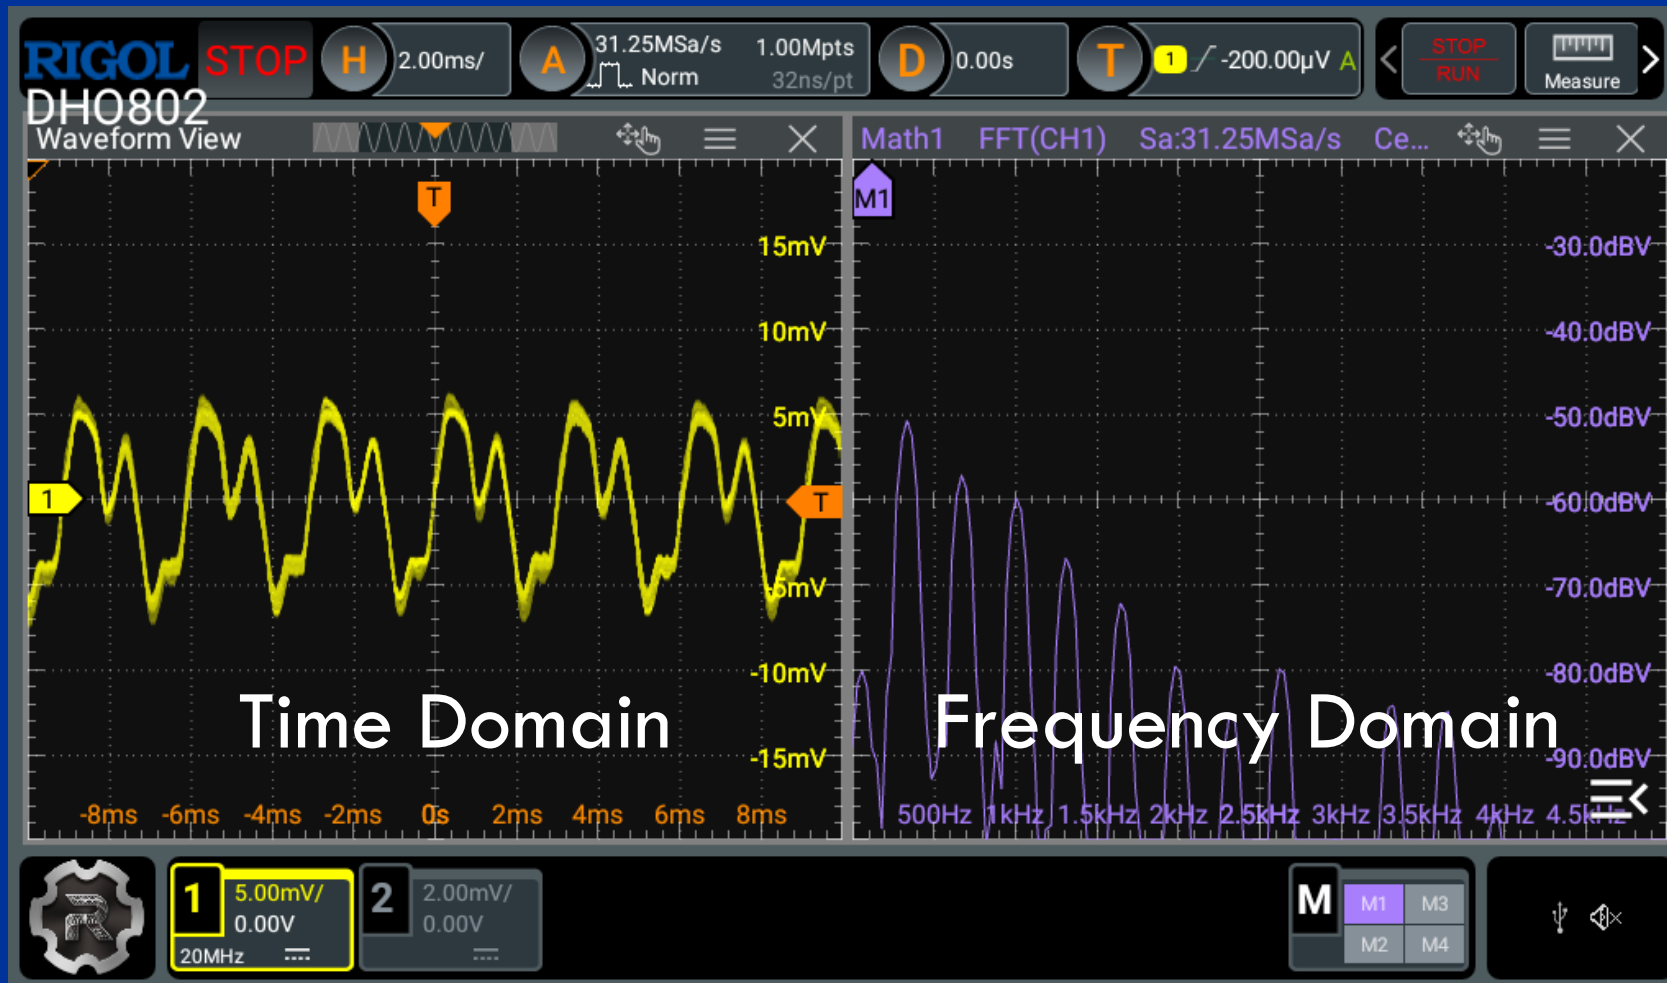 RIGOL STOP H 2.00ms/ A 31.25MSa/s 1.00Mpts D 0.00s T 1 -200.00µV A STOP
Norm 32ns/pt RUN Measure
DHO802
Waveform View
Math1 FFT(CH1) Sa:31.25MSa/s Ce...
T
M1
15mV
10mV
5mV
1
T
-5mV
-10mV
-15mV
-30.0dBV
-40.0dBV
-50.0dBV
-60.0dBV
-70.0dBV
-80.0dBV
-90.0dBV
Time Domain
Frequency Domain
-8ms -6ms -4ms -2ms 0s 2ms 4ms 6ms 8ms
500Hz 1kHz 1.5kHz 2kHz 2.5kHz 3kHz 3.5kHz 4kHz 4.5kHz
1 5.00mV/
0.00V
20MHz
2 2.00mV/
0.00V
M M1 M3
M2 M4
R